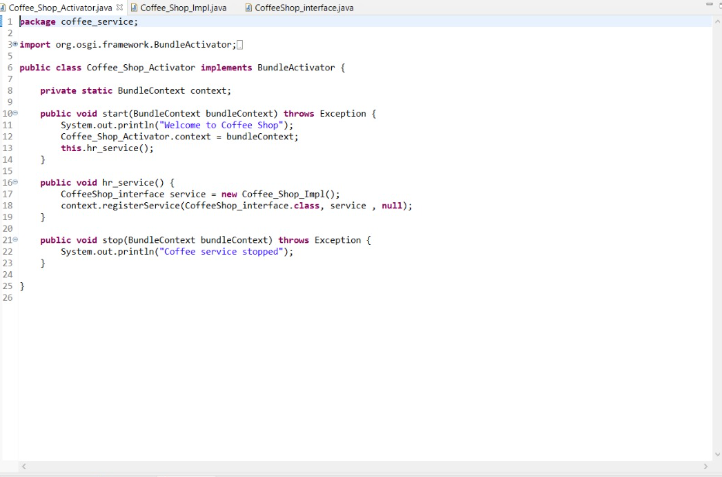 Coffee_Shop_Activator.java Coffee_Shop_Impl.java CoffeeShop_interface.java
1 package coffee_service;
2
3 import org.osgi.framework.BundleActivator;
5
6 public class Coffee_Shop_Activator implements BundleActivator {
7
8 private static BundleContext context;
9
10 public void start(BundleContext bundleContext) throws Exception {
11 System.out.println("Welcome to Coffee Shop");
12 Coffee_Shop_Activator.context = bundleContext;
13 this.hr_service();
14 }
15
16 public void hr_service() {
17 CoffeeShop_interface service = new Coffee_Shop_Impl();
18 context.registerService(CoffeeShop_interface.class, service , null);
19 }
20
21 public void stop(BundleContext bundleContext) throws Exception {
22 System.out.println("Coffee service stopped");
23 }
24
25 }
26